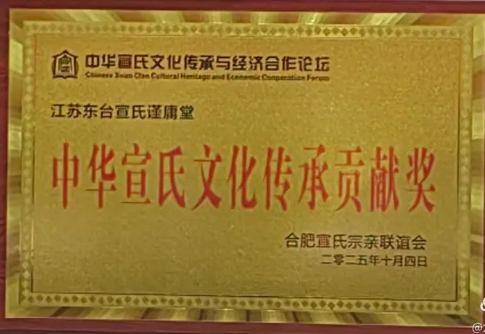 中华宣氏文化传承与经济合作论坛
Chinese Xuan Clan Cultural Heritage and Economic Cooperation Forum
江苏东台宣氏谨庸堂
中华宣氏文化传承贡献奖
合肥宣氏宗亲联谊会
二零二五年十月四日